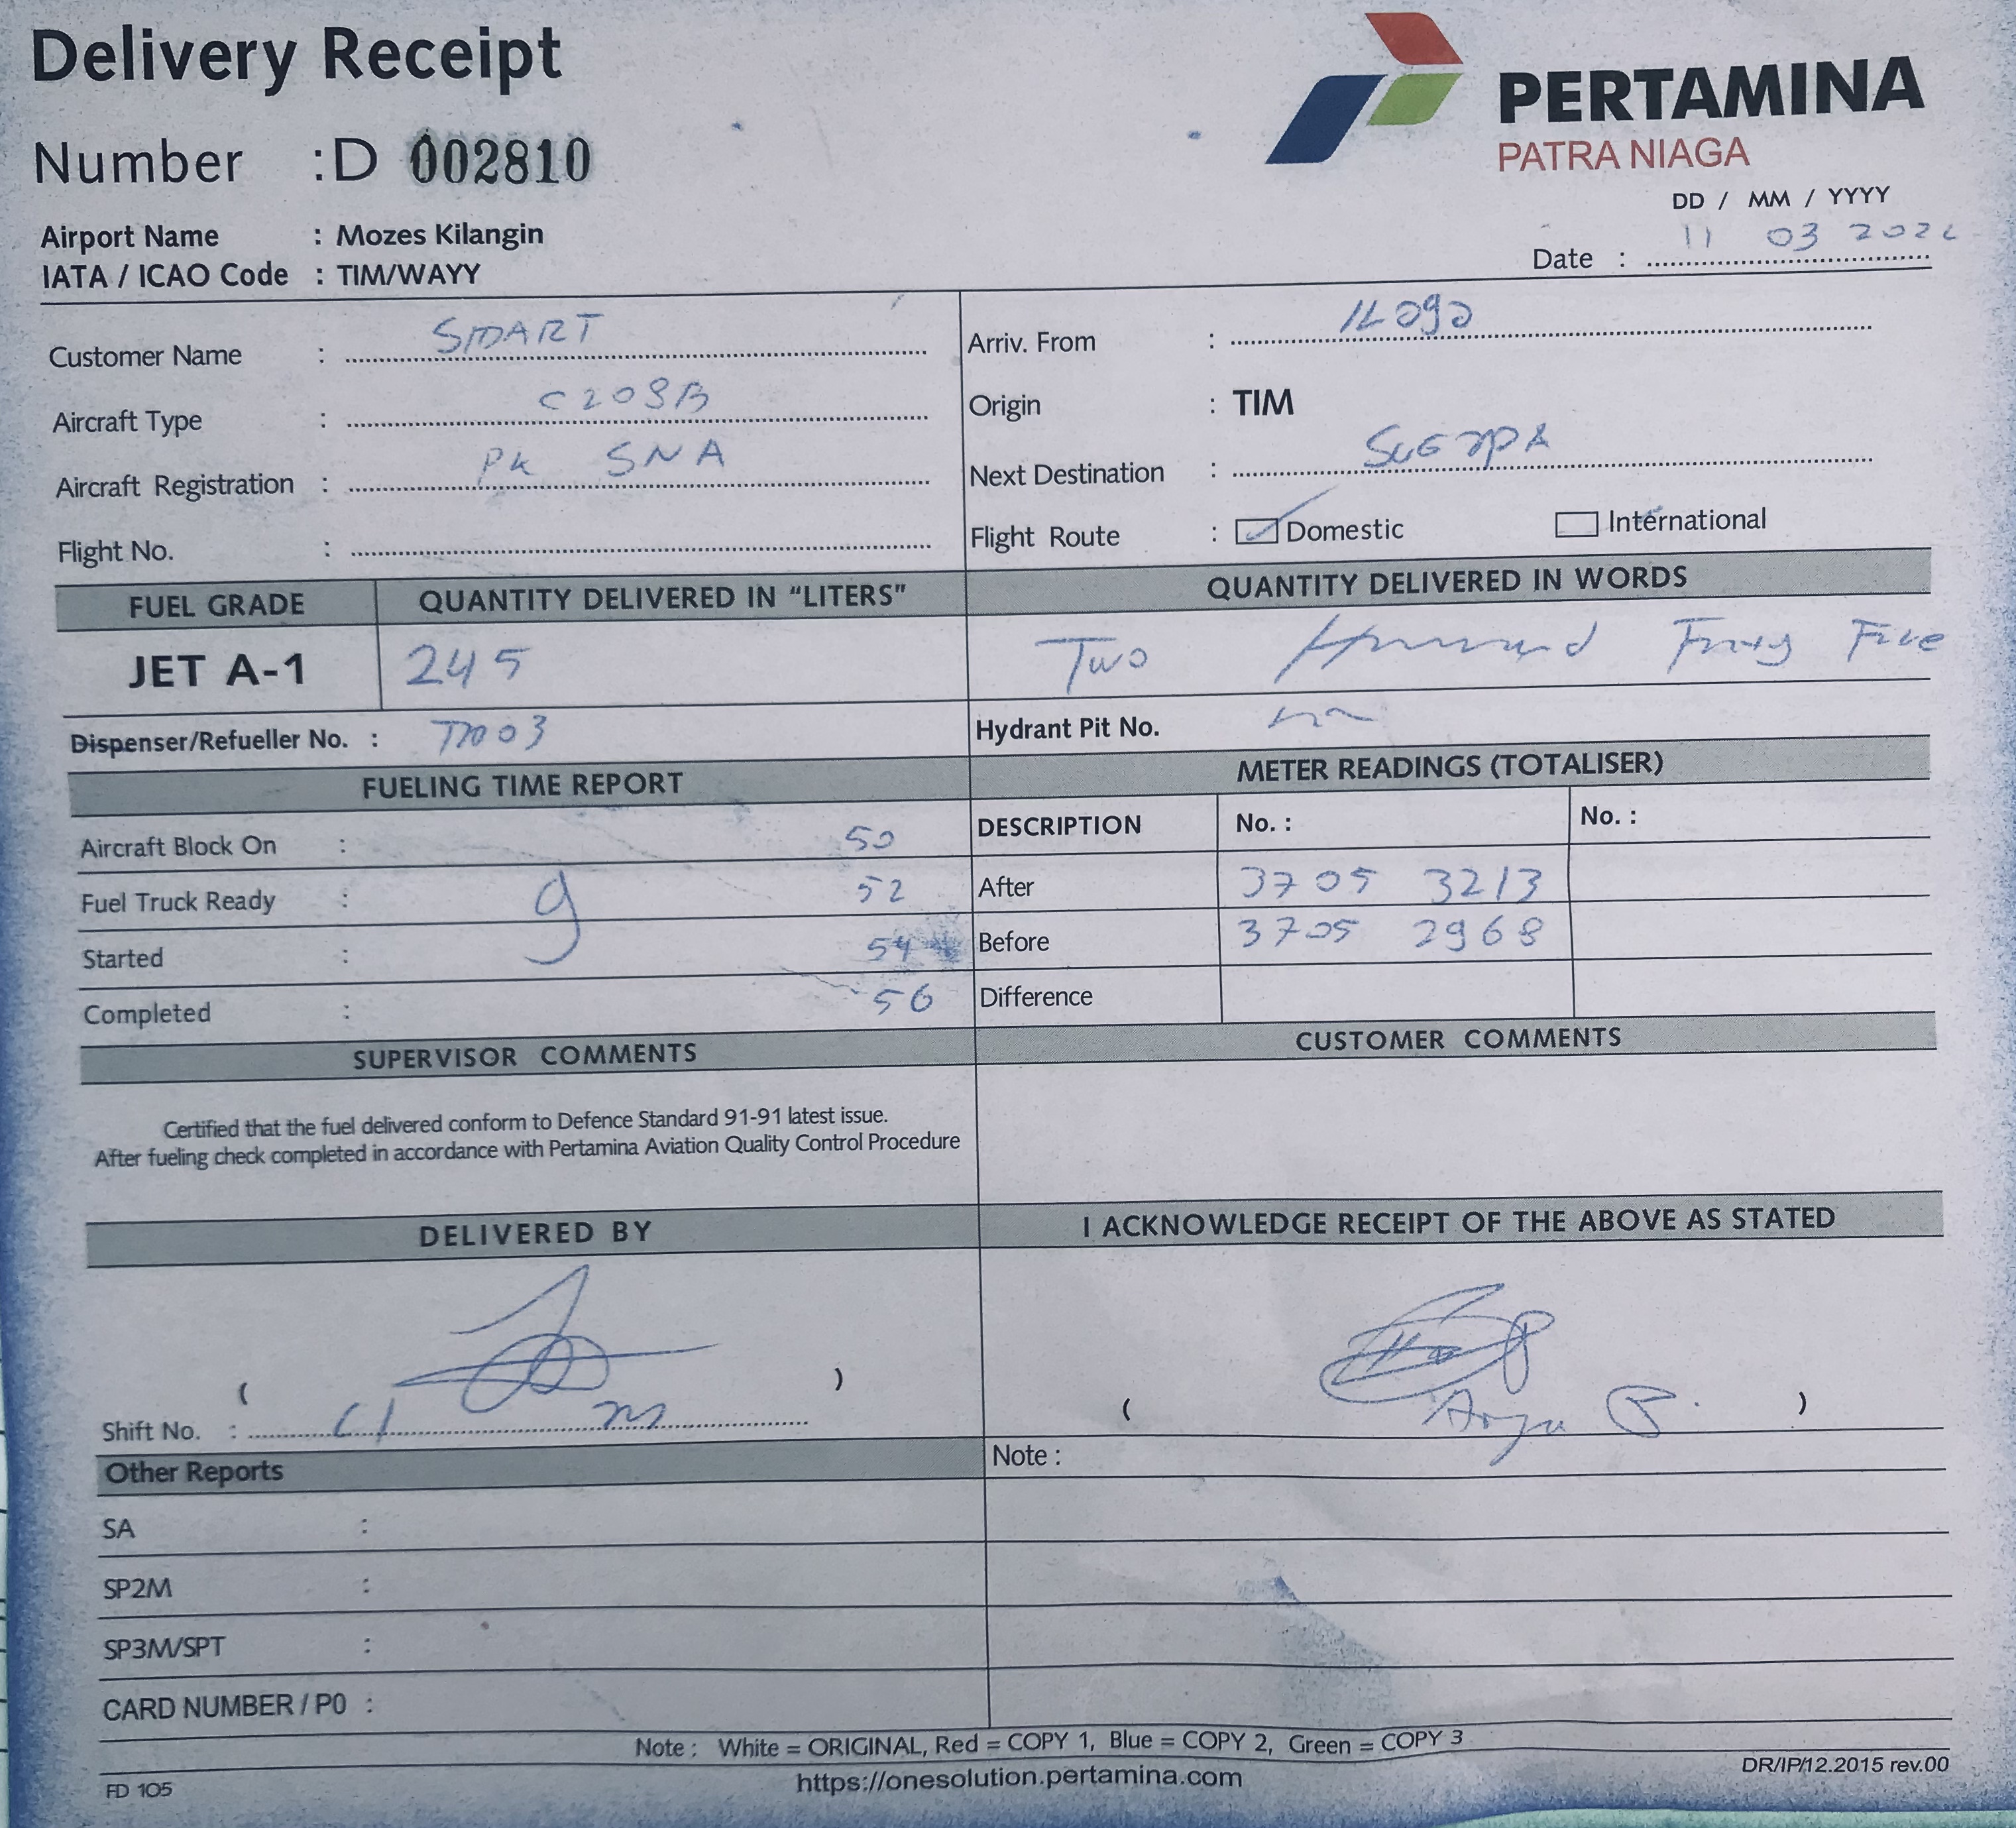 Delivery Receipt
PERTAMINA
PATRA NIAGA
Number : D 002810
DD / MM / YYYY
Airport Name : Mozes Kilangin
IATA / ICAO Code : TIM/WAYY
Date : 11 03 202
Customer Name : SMART
Arriv. From :
Aircraft Type : C208B
Origin : TIM
Aircraft Registration : PK SNA
Next Destination :
Flight No. :
Flight Route : Domestic International
FUEL GRADE QUANTITY DELIVERED IN "LITERS" QUANTITY DELIVERED IN WORDS
JET A-1 245 Two Hundred Forty Five
Dispenser/Refueller No. : 003
Hydrant Pit No.
FUELING TIME REPORT
METER READINGS (TOTALISER)
DESCRIPTION No. : No. :
Aircraft Block On : 50
Fuel Truck Ready : 9 52
After 3705 3213
Started : 54
Before 3705 2968
Completed : 56
Difference
SUPERVISOR COMMENTS
CUSTOMER COMMENTS
Certified that the fuel delivered conform to Defence Standard 91-91 latest issue.
After fueling check completed in accordance with Pertamina Aviation Quality Control Procedure
DELIVERED BY
I ACKNOWLEDGE RECEIPT OF THE ABOVE AS STATED
( )
( )
Shift No. :
Other Reports
Note :
SA :
SP2M :
SP3M/SPT :
CARD NUMBER / P0 :
Note : White = ORIGINAL, Red = COPY 1, Blue = COPY 2, Green = COPY 3
FD 105
https://onesolution.pertamina.com
DR/IP/12.2015 rev.00